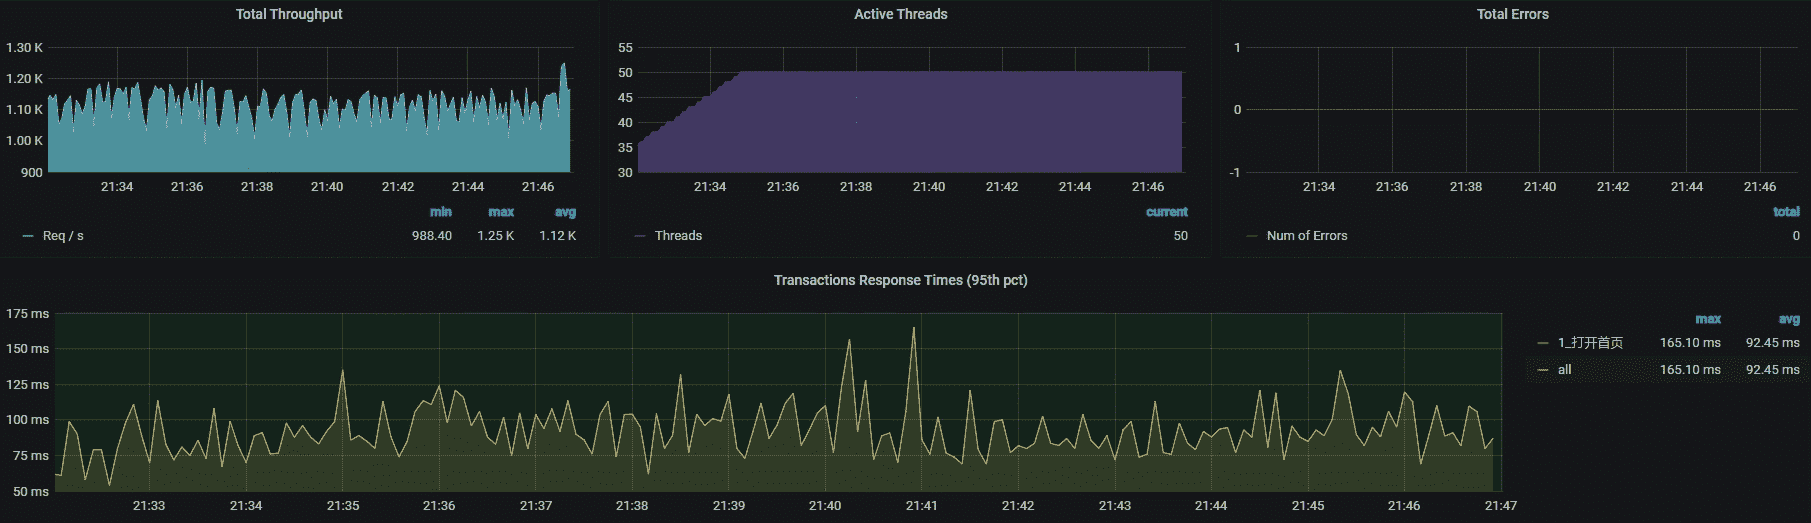 Total Throughput
1.30 K
1.20 K
1.10 K
1.00 K
900
21:34 21:36 21:38 21:40 21:42 21:44 21:46
min max avg
Req / s 988.40 1.25 K 1.12 K
Active Threads
55
50
45
40
35
30
21:34 21:36 21:38 21:40 21:42 21:44 21:46
current
Threads 50
Total Errors
1
0
-1
21:34 21:36 21:38 21:40 21:42 21:44 21:46
total
Num of Errors 0
Transactions Response Times (95th pct)
175 ms
150 ms
125 ms
100 ms
75 ms
50 ms
21:33 21:34 21:35 21:36 21:37 21:38 21:39 21:40 21:41 21:42 21:43 21:44 21:45 21:46 21:47
max avg
1_打开首页 165.10 ms 92.45 ms
all 165.10 ms 92.45 ms